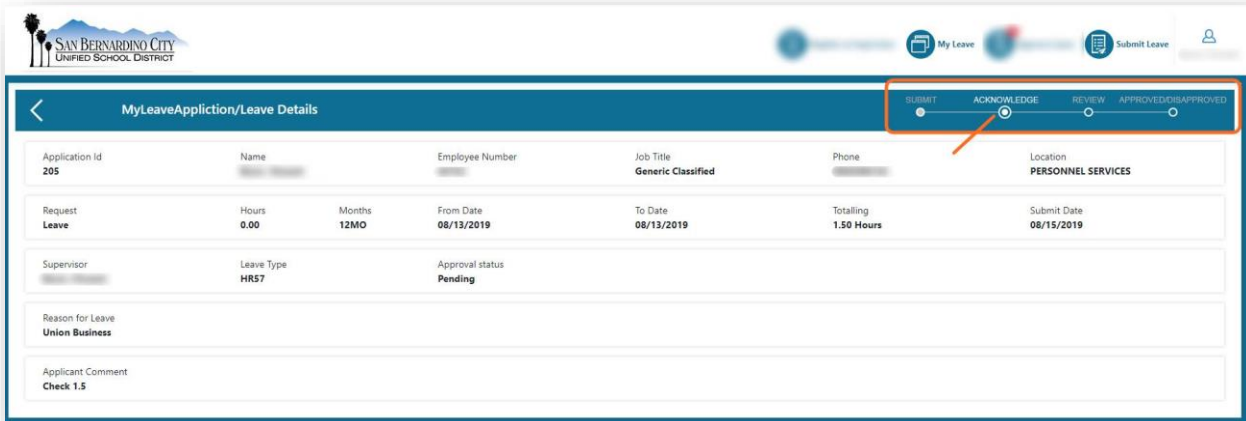 SAN BERNARDINO CITY
UNIFIED SCHOOL DISTRICT
My Leave
Submit Leave
MyLeaveAppliction/Leave Details
SUBMIT ACKNOWLEDGE REVIEW APPROVED/DISAPPROVED
Application Id Name Employee Number Job Title Phone Location
205 Generic Classified PERSONNEL SERVICES
Request Hours Months From Date To Date Totalling Submit Date
Leave 0.00 12MO 08/13/2019 08/13/2019 1.50 Hours 08/15/2019
Supervisor Leave Type Approval status
HR57 Pending
Reason for Leave
Union Business
Applicant Comment
Check 1.5